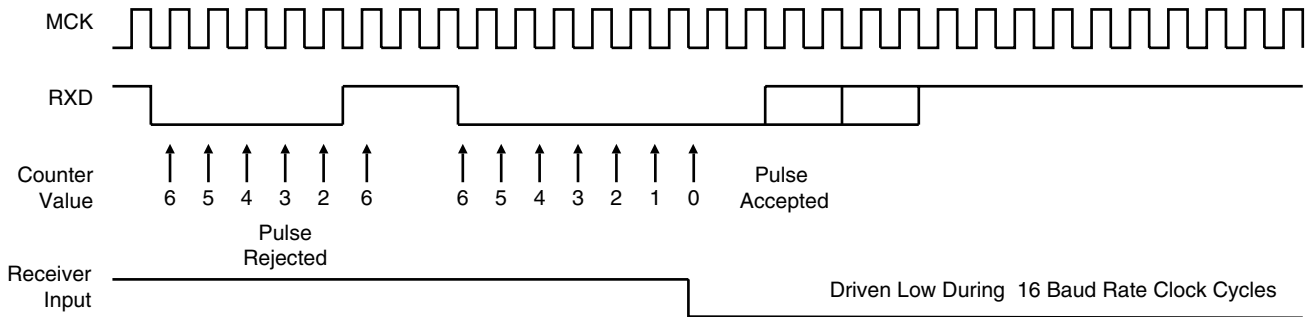 MCK
RXD
Counter
Value
6 5 4 3 2 6 6 5 4 3 2 1 0
Pulse
Accepted
Pulse
Rejected
Receiver
Input
Driven Low During 16 Baud Rate Clock Cycles